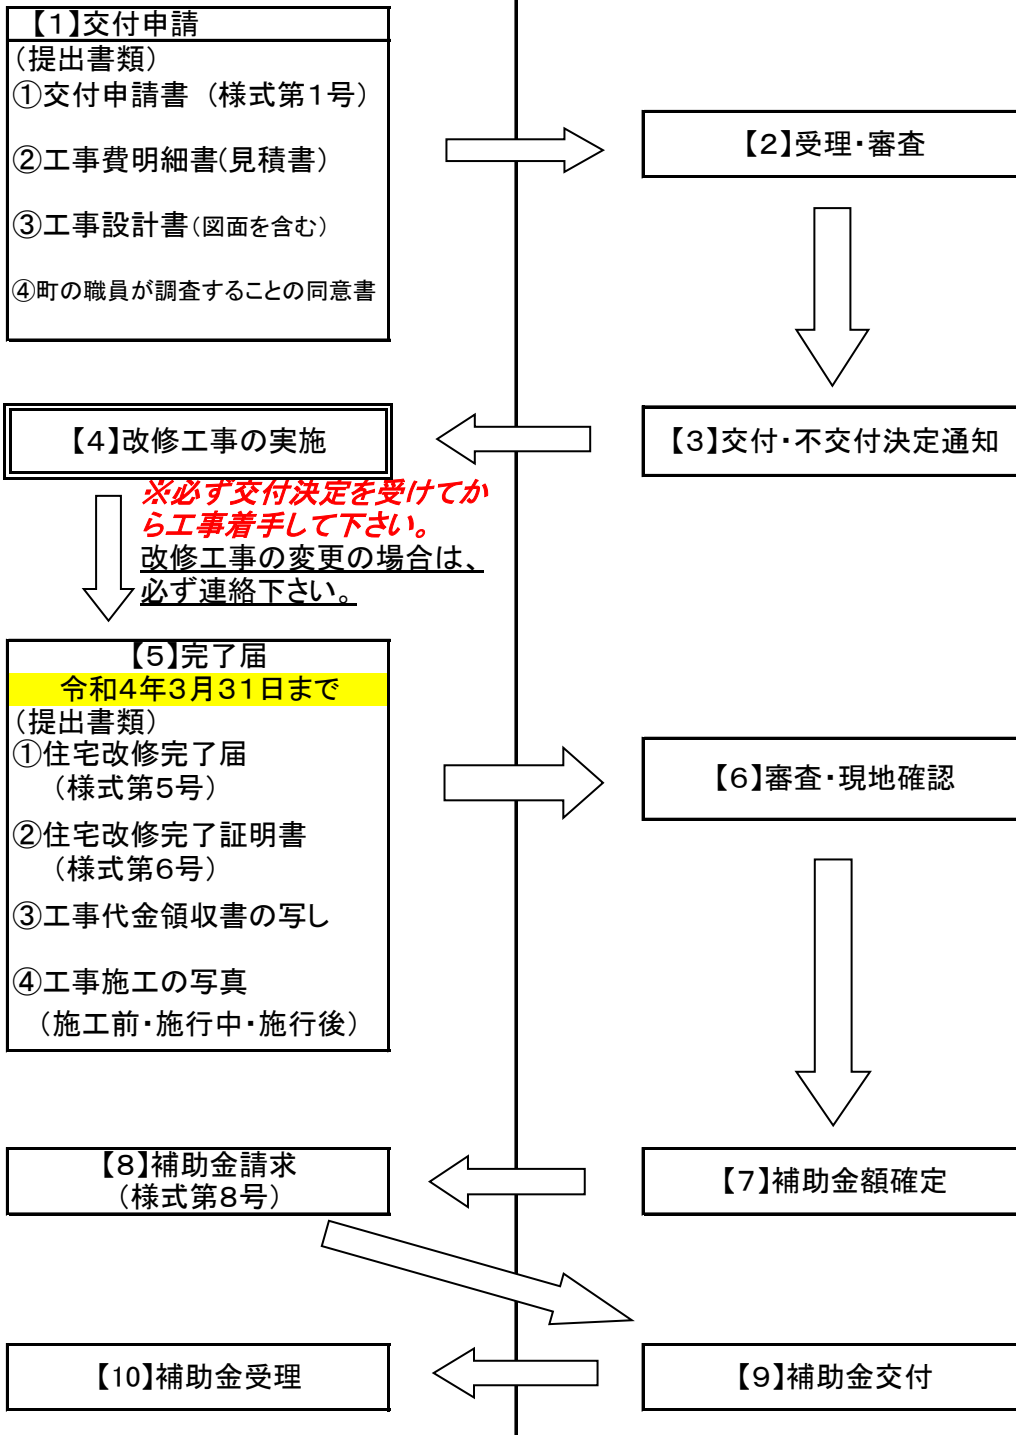 【1】交付申請
(提出書類)
①交付申請書 (様式第1号)
②工事費明細書(見積書)
③工事設計書(図面を含む)
④町の職員が調査することの同意書
【2】受理・審査
【3】交付・不交付決定通知
【4】改修工事の実施
※必ず交付決定を受けてか
ら工事着手して下さい。
改修工事の変更の場合は、
必ず連絡下さい。
【5】完了届
令和4年3月31日まで
(提出書類)
①住宅改修完了届
(様式第5号)
②住宅改修完了証明書
(様式第6号)
③工事代金領収書の写し
④工事施工の写真
(施工前・施行中・施行後)
【6】審査・現地確認
【7】補助金額確定
【8】補助金請求
(様式第8号)
【9】補助金交付
【10】補助金受理